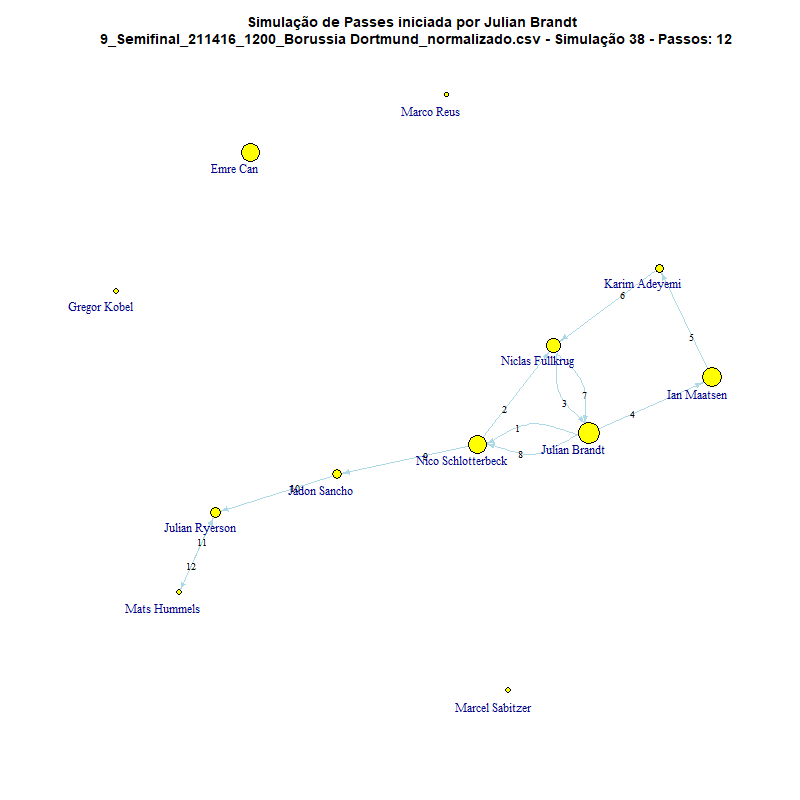 Simulação de Passes iniciada por Julian Brandt
9_Semifinal_211416_1200_Borussia Dortmund_normalizado.csv - Simulação 38 - Passos: 12
Marco Reus
Emre Can
Karim Adeyemi
6
Gregor Kobel
5
Niclas Fullkrug
Ian Maatsen
7
3
2
4
1
Julian Brandt
8
9
Nico Schlotterbeck
10
Jadon Sancho
Julian Ryerson
11
12
Mats Hummels
Marcel Sabitzer